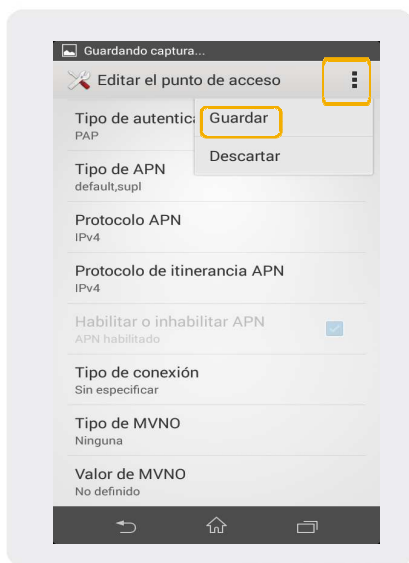 Guardando captura...
Editar el punto de acceso
Tipo de autentic
Guardar
PAP
Descartar
Tipo de APN
default,supl
Protocolo APN
IPv4
Protocolo de itinerancia APN
IPv4
Habilitar o inhabilitar APN
APN habilitado
Tipo de conexión
Sin especificar
Tipo de MVNO
Ninguna
Valor de MVNO
No definido